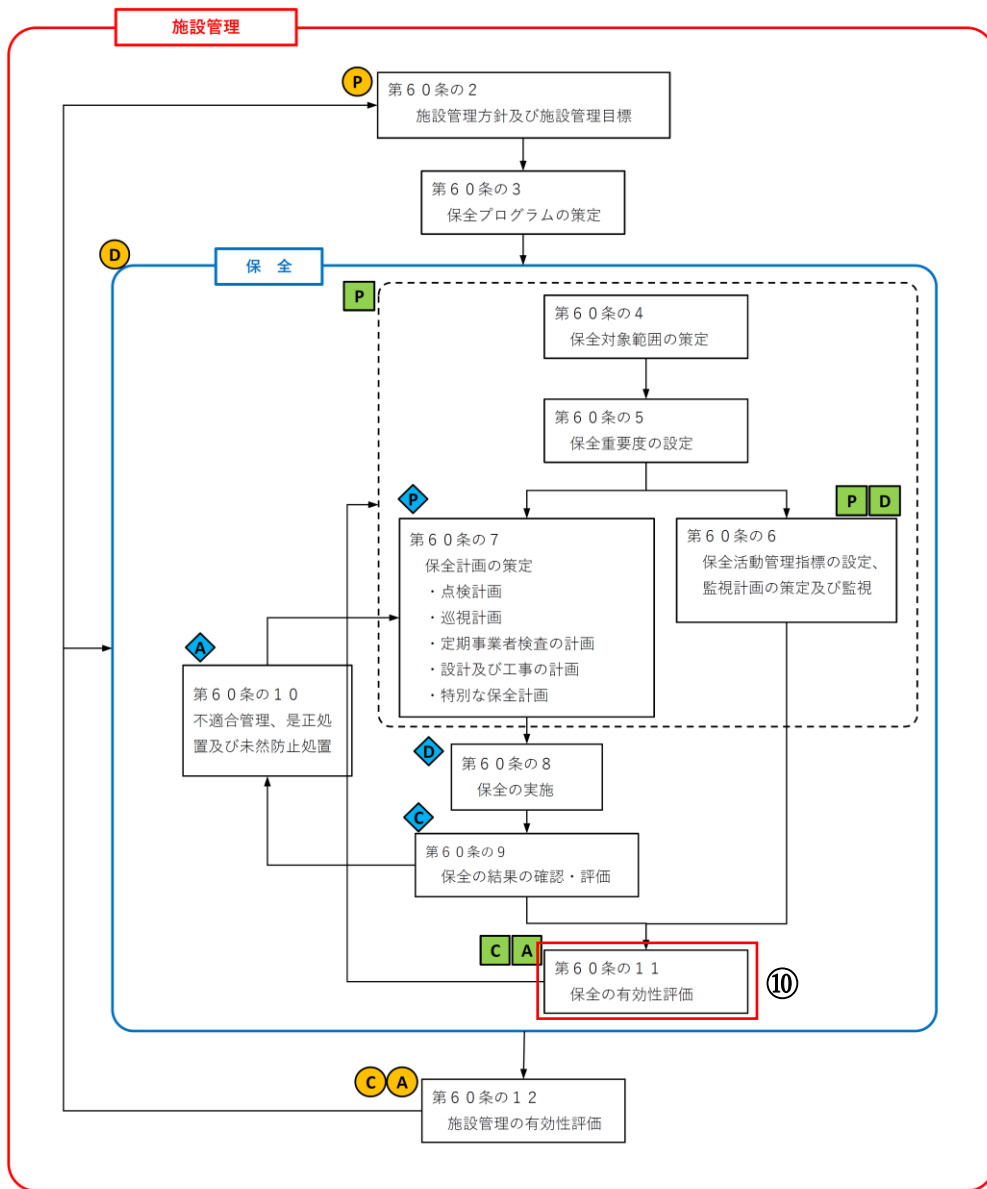 施設管理
P
第60条の2
施設管理方針及び施設管理目標
第60条の3
保全プログラムの策定
D
保 全
P
第60条の4
保全対象範囲の策定
第60条の5
保全重要度の設定
P
P D
第60条の7
保全計画の策定
・点検計画
・巡視計画
・定期事業者検査の計画
・設計及び工事の計画
・特別な保全計画
第60条の6
保全活動管理指標の設定、
監視計画の策定及び監視
A
第60条の10
不適合管理、是正処
置及び未然防止処置
D
第60条の8
保全の実施
C
第60条の9
保全の結果の確認・評価
C A
第60条の11
保全の有効性評価
⑩
C A
第60条の12
施設管理の有効性評価